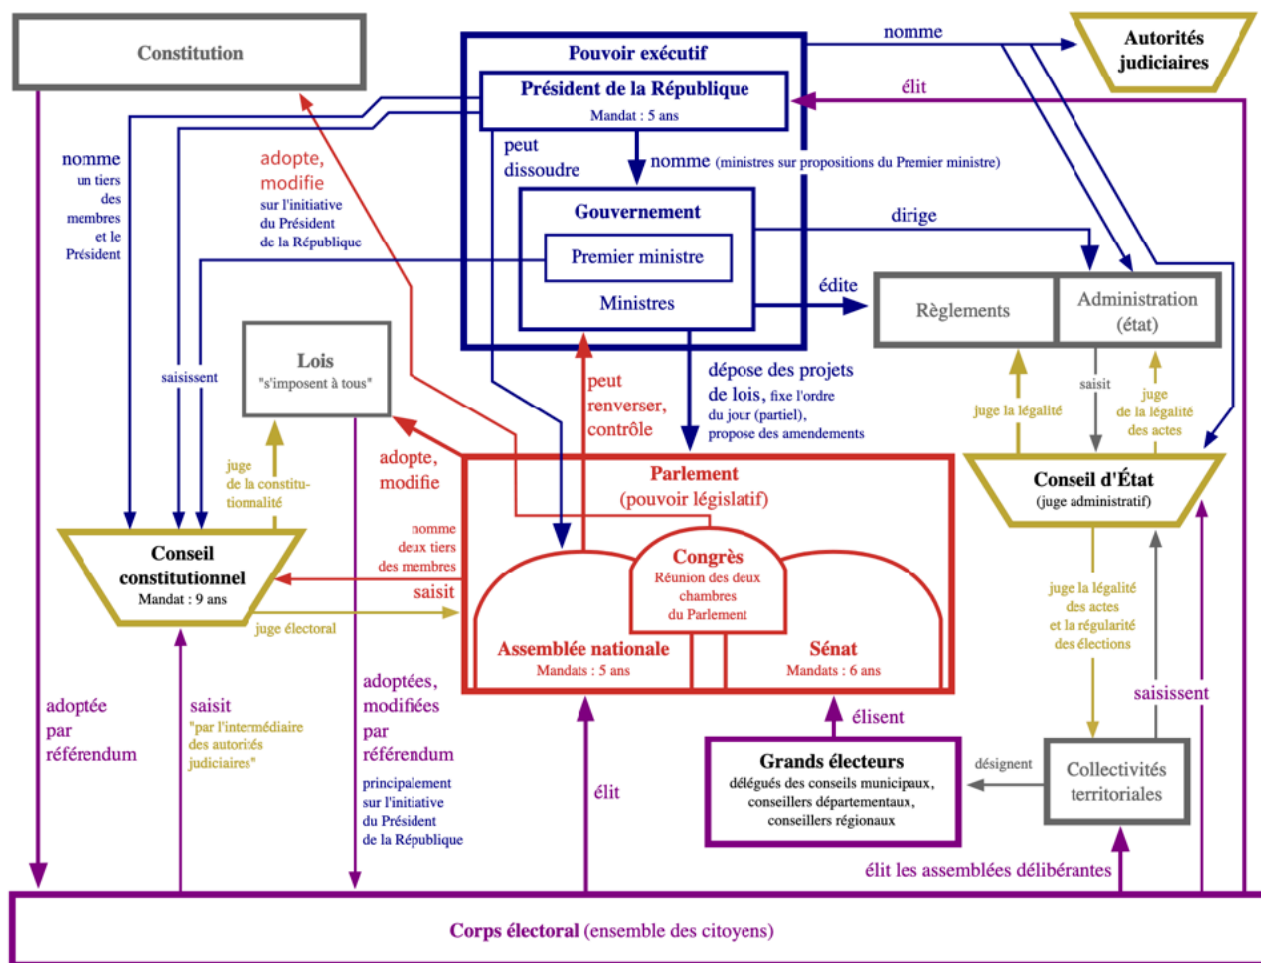 Constitution
Pouvoir exécutif
Président de la République
Mandat : 5 ans
nomme
Autorités
judiciaires
élit
nomme
un tiers
des
membres
et le
Président
adopte,
modifie
sur l'initiative
du Président
de la République
peut
dissoudre
nomme (ministres sur propositions du Premier ministre)
Gouvernement
Premier ministre
Ministres
dirige
édite
Règlements
Administration
(état)
Lois
"s'imposent à tous"
saisissent
peut
renverser,
contrôle
dépose des projets
de lois, fixe l'ordre
du jour (partiel),
propose des amendements
juge la légalité
saisit
juge
de la légalité
des actes
juge
de la constitu-
tionnalité
adopte,
modifie
Parlement
(pouvoir législatif)
Conseil d'État
(juge administratif)
Conseil
constitutionnel
Mandat : 9 ans
nomme
deux tiers
des membres
saisit
juge électoral
Congrès
Réunion des deux
chambres
du Parlement
Assemblée nationale
Mandats : 5 ans
Sénat
Mandats : 6 ans
juge la légalité
des actes
et la régularité
des élections
saisissent
adoptée
par
référendum
saisit
"par l'intermédiaire
des autorités
judiciaires"
adoptées,
modifiées
par
référendum
principalement
sur l'initiative
du Président
de la République
élit
élisent
Grands électeurs
délégués des conseils municipaux,
conseillers départementaux,
conseillers régionaux
désignent
Collectivités
territoriales
élit les assemblées délibérantes
Corps électoral (ensemble des citoyens)